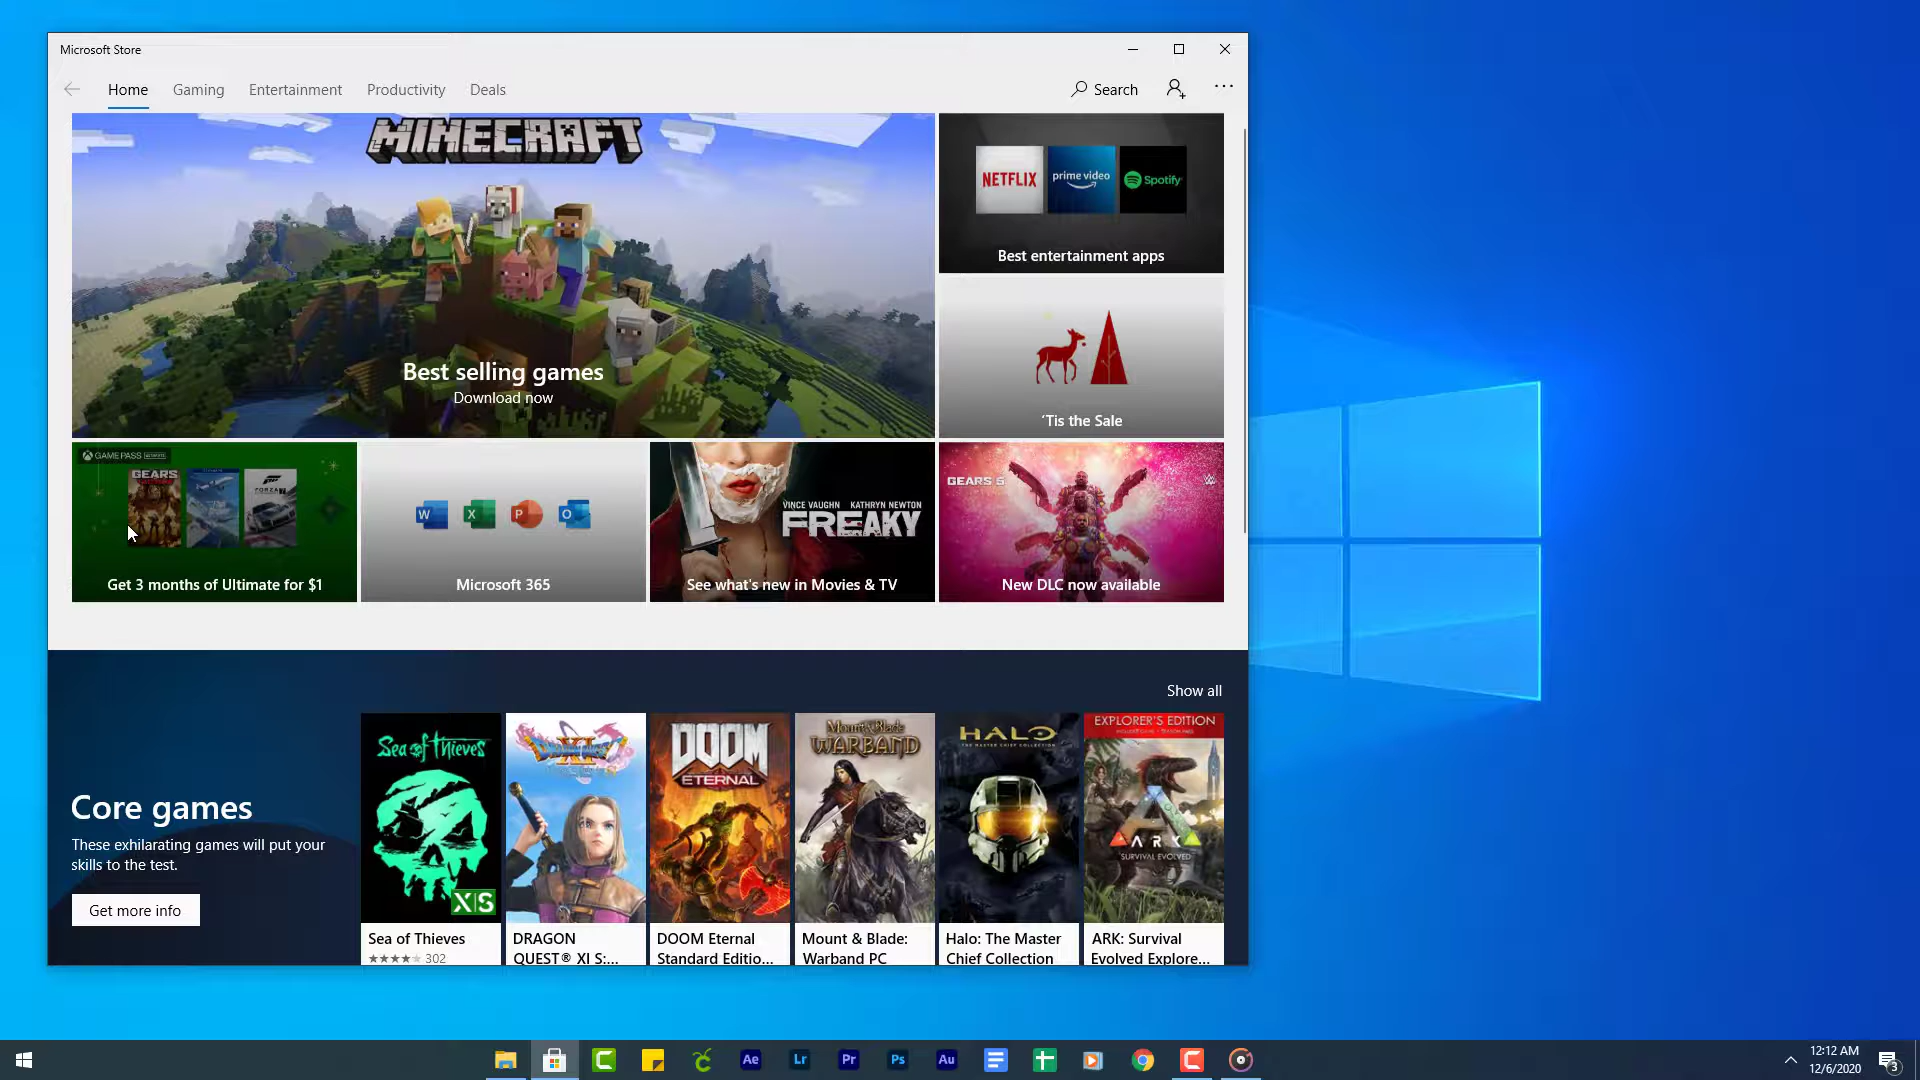 Microsoft Store
Home Gaming Entertainment Productivity Deals
Search
MINECRAFT
Best selling games
Download now
NETFLIX
prime video
Spotify
Best entertainment apps
‘Tis the Sale
GAME PASS
GEARS
Get 3 months of Ultimate for $1
W X P O
Microsoft 365
VINCE VAUGHN KATHRYN NEWTON
FREAKY
See what's new in Movies & TV
GEARS 5
New DLC now available
Show all
Core games
These exhilarating games will put your
skills to the test.
Get more info
Sea of Thieves
X|S
Sea of Thieves
302
XI
DRAGON
QUEST® XI S:...
DOOM
ETERNAL
DOOM Eternal
Standard Editio...
Mount&Blade
WARBAND
Mount & Blade:
Warband PC
HALO
THE MASTER CHIEF COLLECTION
Halo: The Master
Chief Collection
EXPLORER'S EDITION
ARK
SURVIVAL EVOLVED
ARK: Survival
Evolved Explore...
Ae Lr Pr Ps Au
12:12 AM
12/6/2020
3